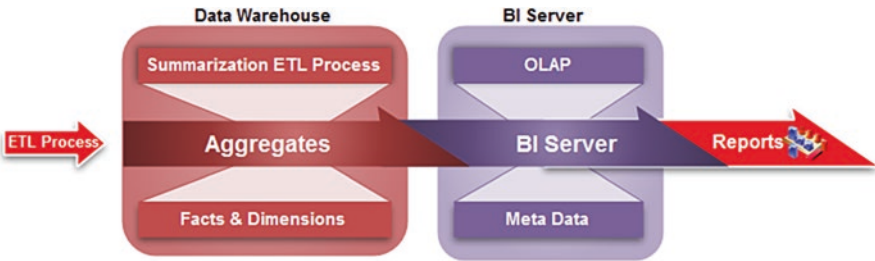 Data Warehouse
BI Server
Summarization ETL Process
OLAP
ETL Process
Aggregates
BI Server
Reports
Facts & Dimensions
Meta Data